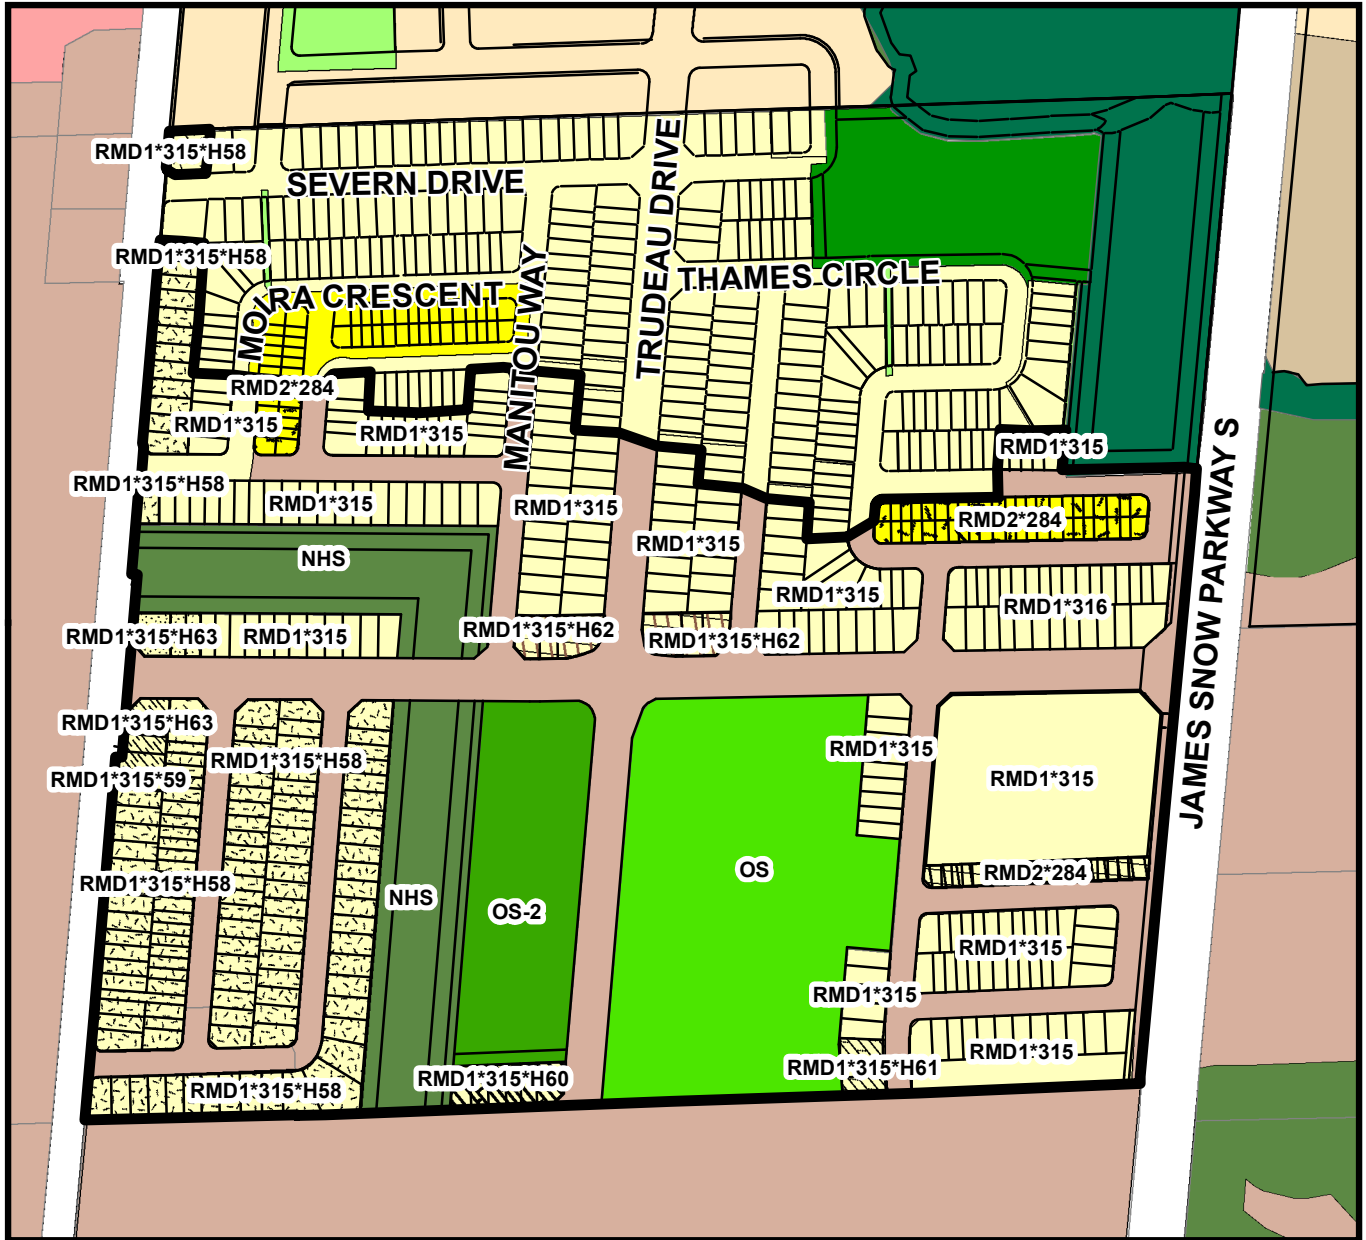 RMD1*315*H58
SEVERN DRIVE
TRUDEAU DRIVE
RMD1*315*H58
THAMES CIRCLE
MOIRA CRESCENT
MANITOU WAY
RMD2*284
RMD1*315
RMD1*315
RMD1*315
JAMES SNOW PARKWAY S
RMD1*315*H58
RMD1*315
RMD1*315
RMD2*284
RMD1*315
NHS
RMD1*315
RMD1*316
RMD1*315*H63
RMD1*315
RMD1*315*H62
RMD1*315*H62
RMD1*315*H63
RMD1*315*59
RMD1*315*H58
RMD1*315
RMD1*315
RMD1*315*H58
NHS
OS-2
OS
RMD2*284
RMD1*315
RMD1*315
RMD1*315
RMD1*315*H58
RMD1*315*H60
RMD1*315*H61